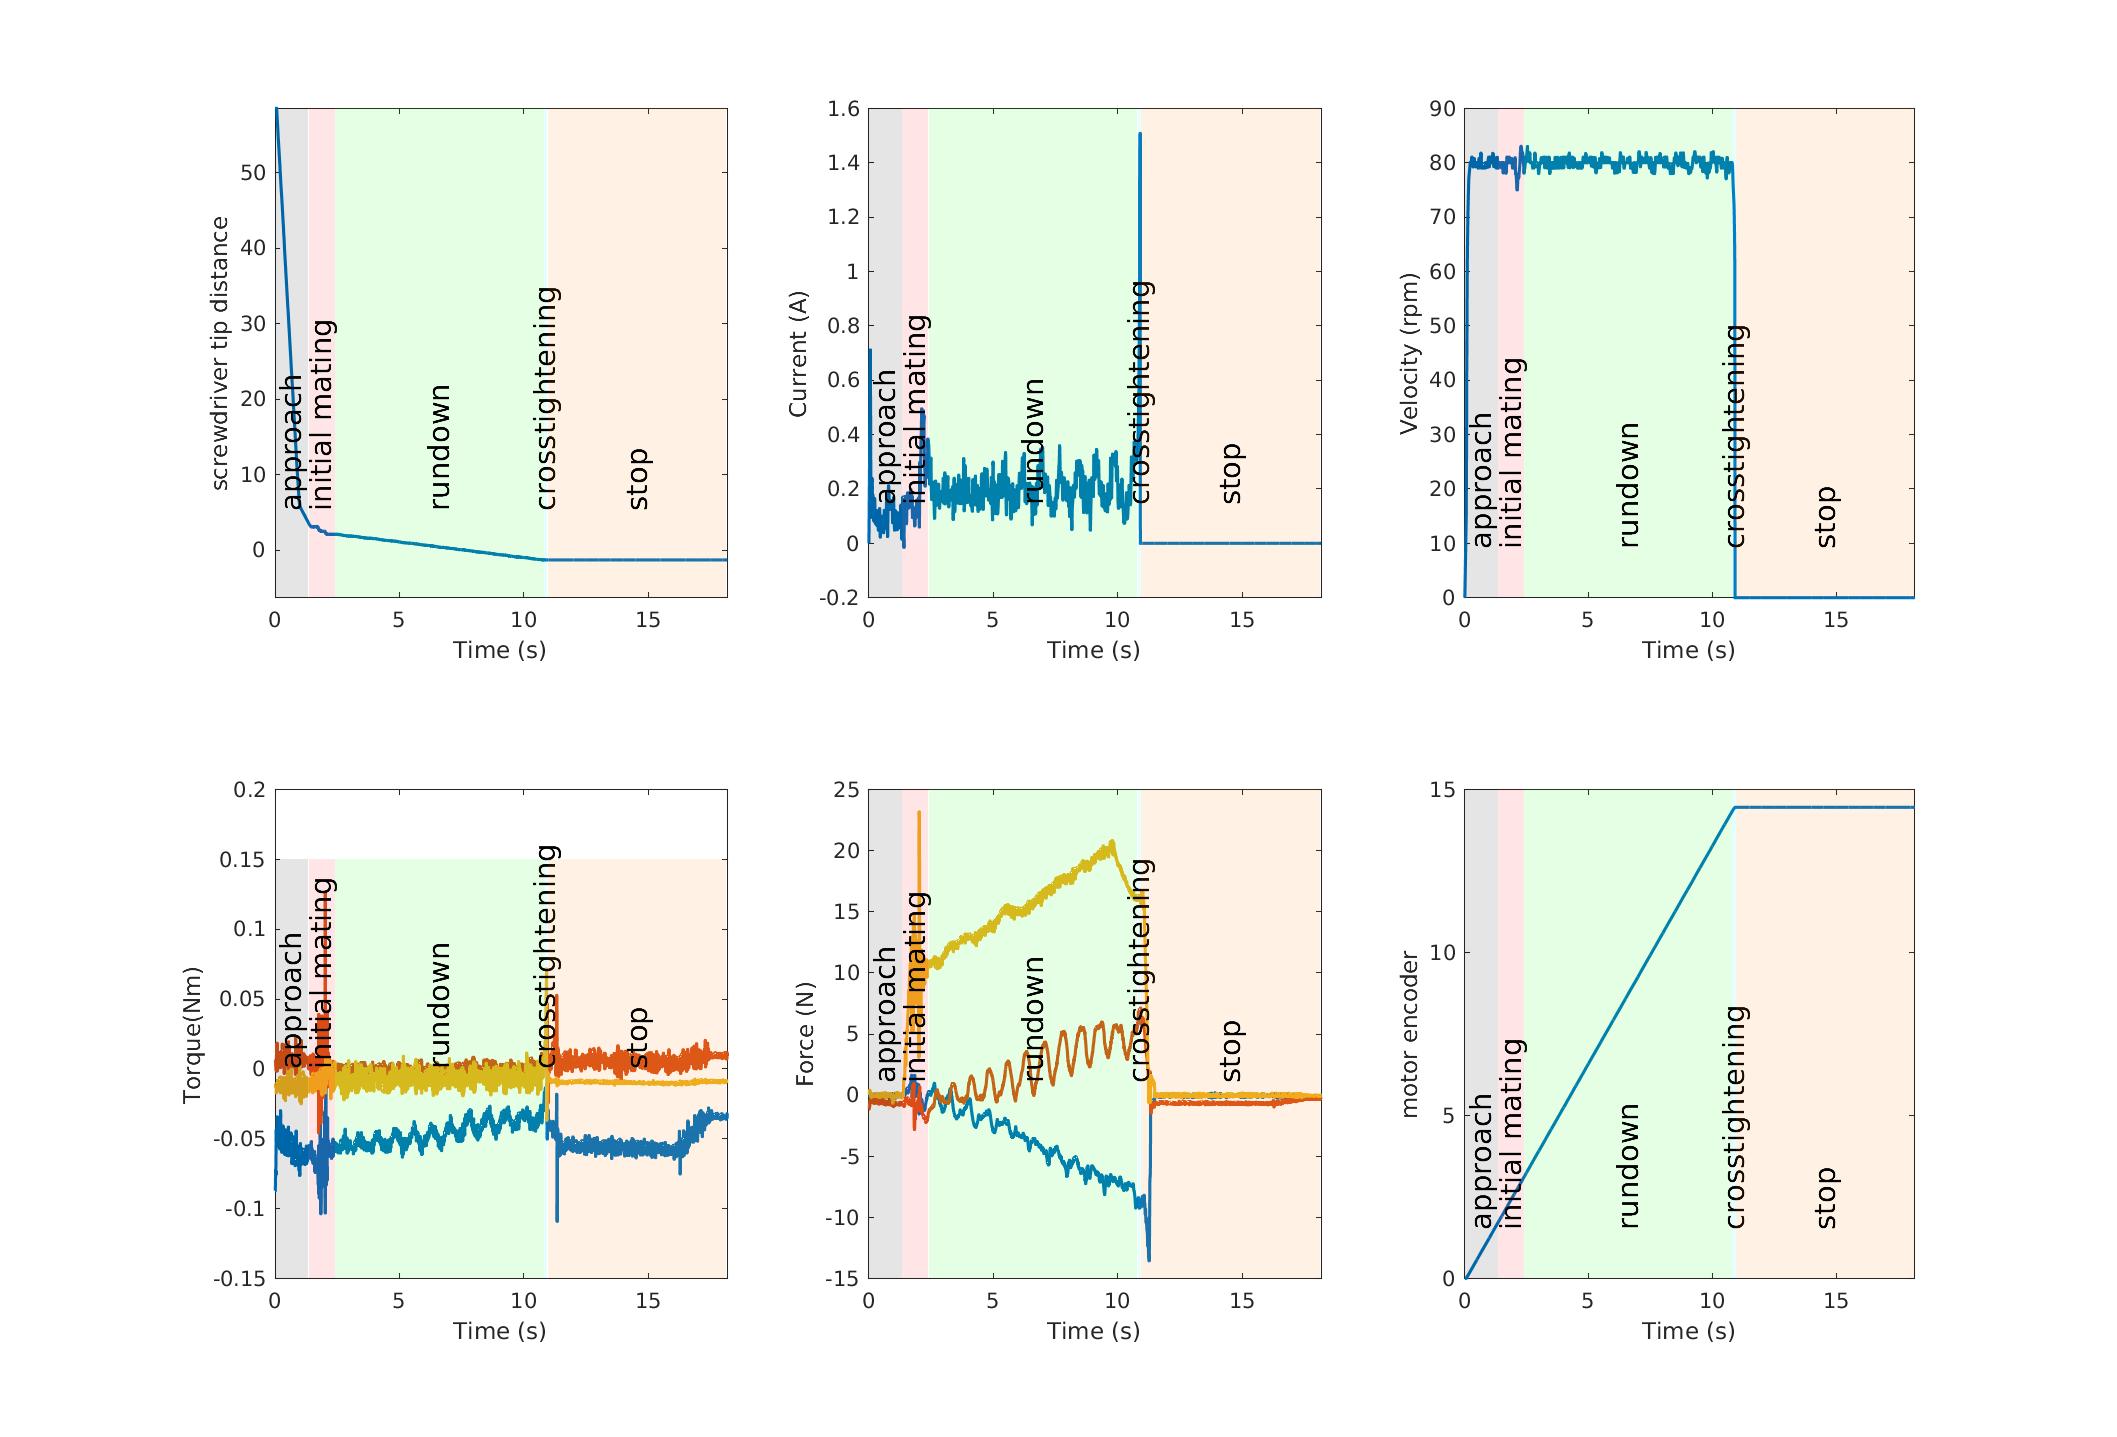 screwdriver tip distance
50
40
30
20
10
0
approach
initial mating
rundown
crosstightening
stop
0 5 10 15
Time (s)
Current (A)
1.6
1.4
1.2
1
0.8
0.6
0.4
0.2
0
-0.2
approach
initial mating
rundown
crosstightening
stop
0 5 10 15
Time (s)
Velocity (rpm)
90
80
70
60
50
40
30
20
10
0
approach
initial mating
rundown
crosstightening
stop
0 5 10 15
Time (s)
Torque(Nm)
0.2
0.15
0.1
0.05
0
-0.05
-0.1
-0.15
approach
initial mating
rundown
crosstightening
stop
0 5 10 15
Time (s)
Force (N)
25
20
15
10
5
0
-5
-10
-15
approach
initial mating
rundown
crosstightening
stop
0 5 10 15
Time (s)
motor encoder
15
10
5
0
approach
initial mating
rundown
crosstightening
stop
0 5 10 15
Time (s)